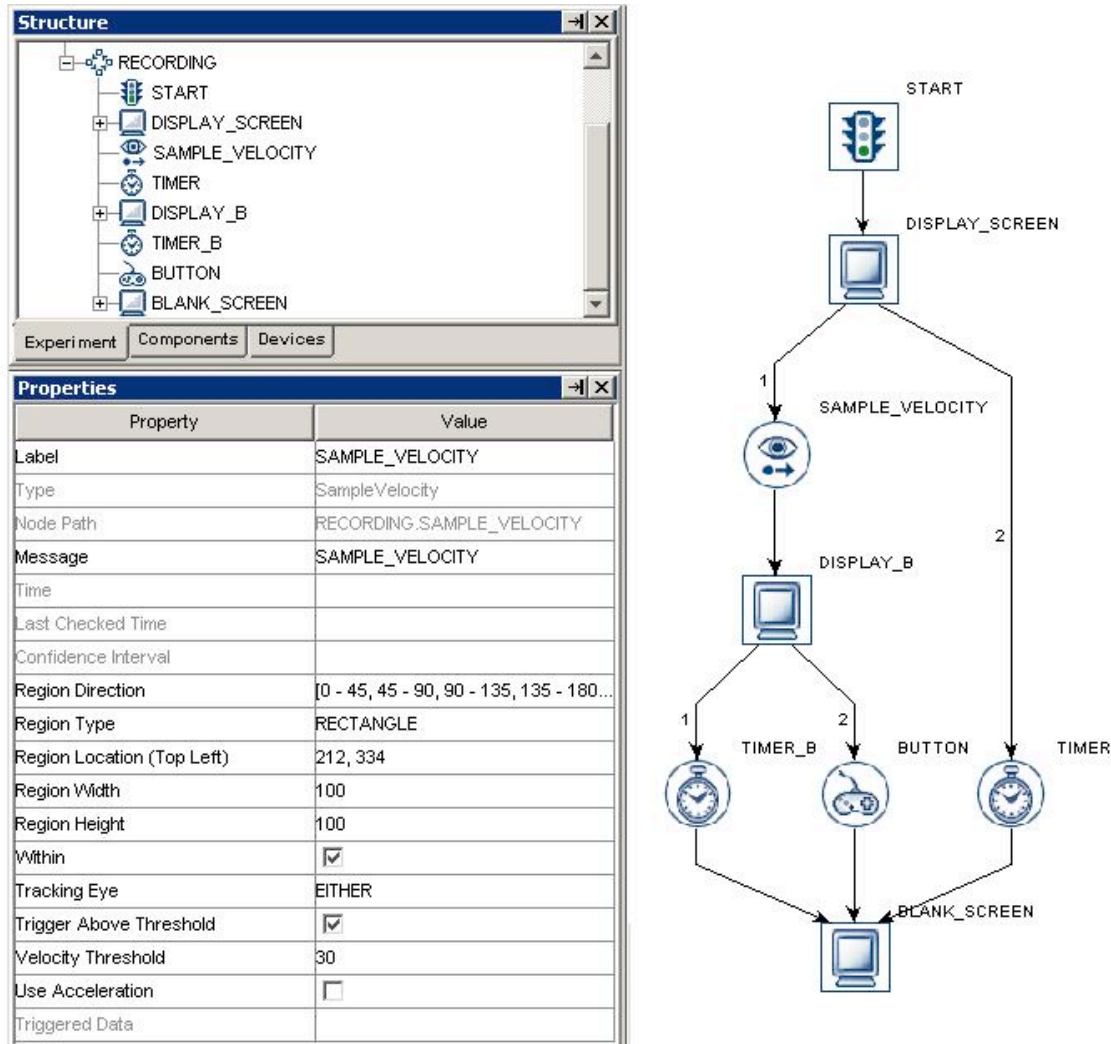 Structure
RECORDING
START
DISPLAY_SCREEN
SAMPLE_VELOCITY
TIMER
DISPLAY_B
TIMER_B
BUTTON
BLANK_SCREEN
Experiment Components Devices
Properties
Property Value
Label SAMPLE_VELOCITY
Type SampleVelocity
Node Path RECORDING.SAMPLE_VELOCITY
Message SAMPLE_VELOCITY
Time
Last Checked Time
Confidence Interval
Region Direction [0 - 45, 45 - 90, 90 - 135, 135 - 180...
Region Type RECTANGLE
Region Location (Top Left) 212, 334
Region Width 100
Region Height 100
Within
Tracking Eye EITHER
Trigger Above Threshold
Velocity Threshold 30
Use Acceleration
Triggered Data
START
DISPLAY_SCREEN
1
SAMPLE_VELOCITY
2
DISPLAY_B
1 2
TIMER_B BUTTON TIMER
BLANK_SCREEN